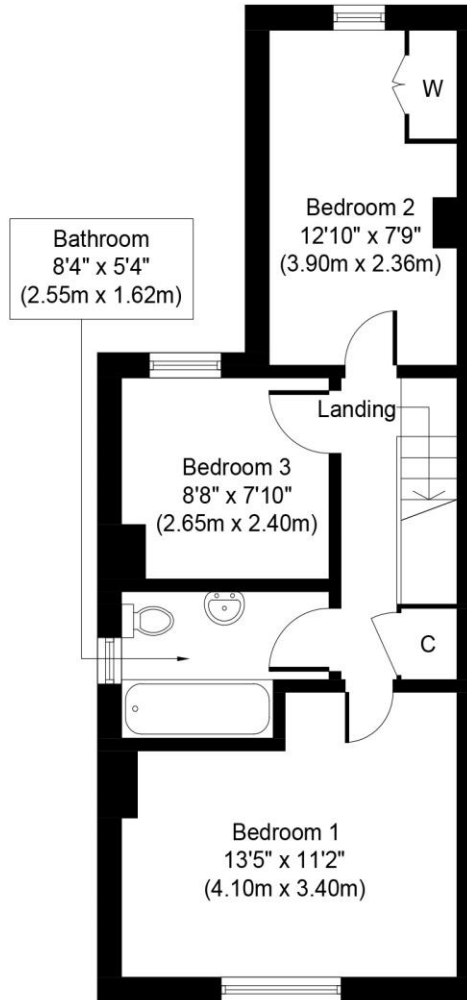 W
Bedroom 2
12'10" x 7'9"
(3.90m x 2.36m)
Bathroom
8'4" x 5'4"
(2.55m x 1.62m)
Landing
Bedroom 3
8'8" x 7'10"
(2.65m x 2.40m)
C
Bedroom 1
13'5" x 11'2"
(4.10m x 3.40m)